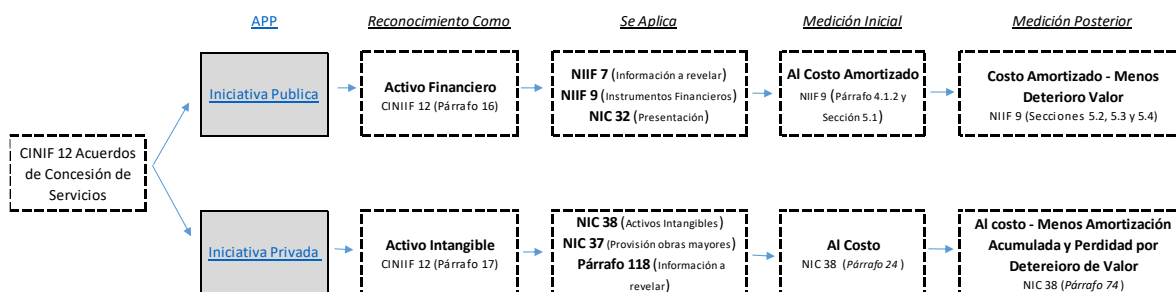 APP
Reconocimiento Como
Se Aplica
Medición Inicial
Medición Posterior
CINIF 12 Acuerdos
de Concesión de
Servicios
Iniciativa Publica
Activo Financiero
CINIIF 12 (Párrafo 16)
NIIF 7 (Información a revelar)
NIIF 9 (Instrumentos Financieros)
NIC 32 (Presentación)
Al Costo Amortizado
NIIF 9 (Párrafo 4.1.2 y
Sección 5.1)
Costo Amortizado - Menos
Deterioro Valor
NIIF 9 (Secciones 5.2, 5.3 y 5.4)
Iniciativa Privada
Activo Intangible
CINIIF 12 (Párrafo 17)
NIC 38 (Activos Intangibles)
NIC 37 (Provisión obras mayores)
Párrafo 118 (Información a
revelar)
Al Costo
NIC 38 (Párrafo 24)
Al costo - Menos Amortización
Acumulada y Perdidad por
Detereioro de Valor
NIC 38 (Párrafo 74)